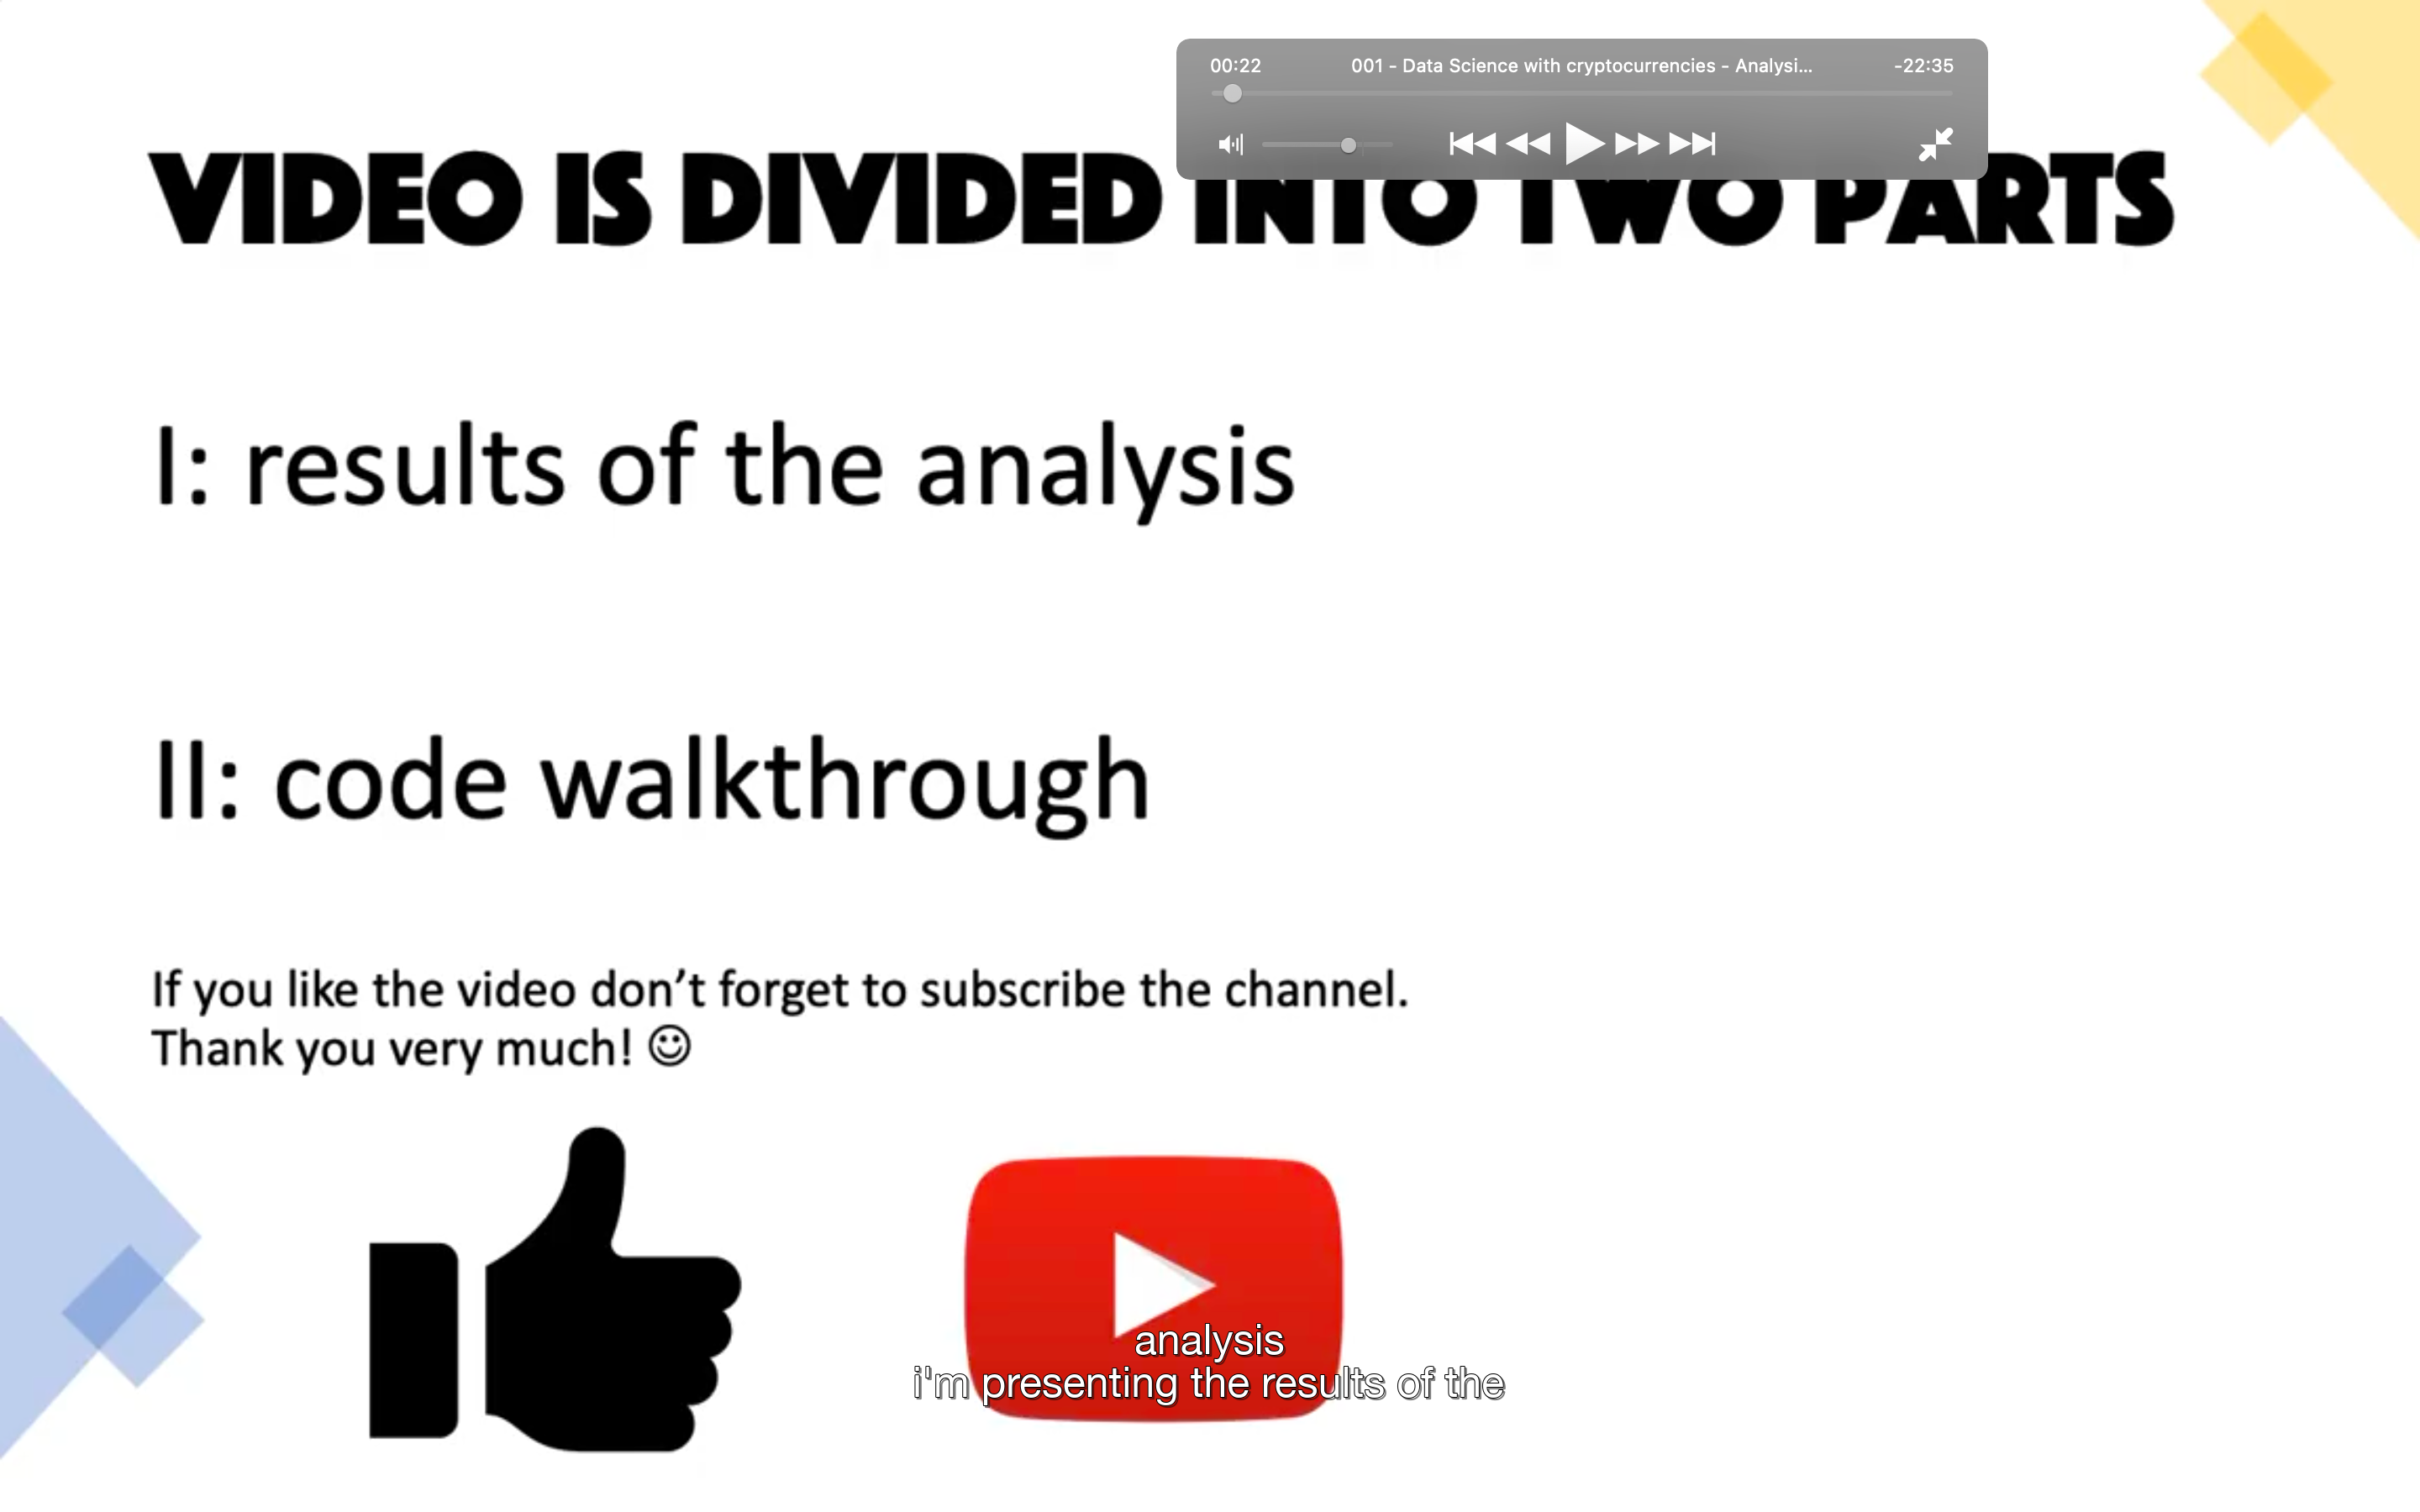 00:22 001 - Data Science with cryptocurrencies - Analysi... -22:35
VIDEO IS DIVIDED INTO TWO PARTS
I: results of the analysis
II: code walkthrough
If you like the video don’t forget to subscribe the channel.
Thank you very much! ☺
analysis
i'm presenting the results of the